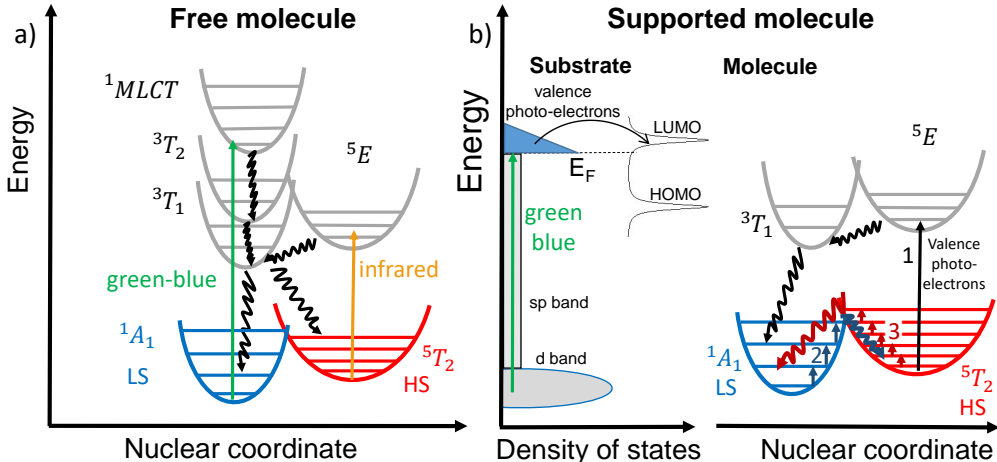 Free molecule
a)
Energy
¹MLCT
³T₂
³T₁
⁵E
green-blue
infrared
¹A₁
LS
⁵T₂
HS
Nuclear coordinate
Supported molecule
b)
Energy
Substrate
Molecule
valence
photo-electrons
LUMO
E_F
HOMO
green
blue
sp band
d band
Density of states
⁵E
³T₁
1
Valence
photo-
electrons
3
2
¹A₁
LS
⁵T₂
HS
Nuclear coordinate